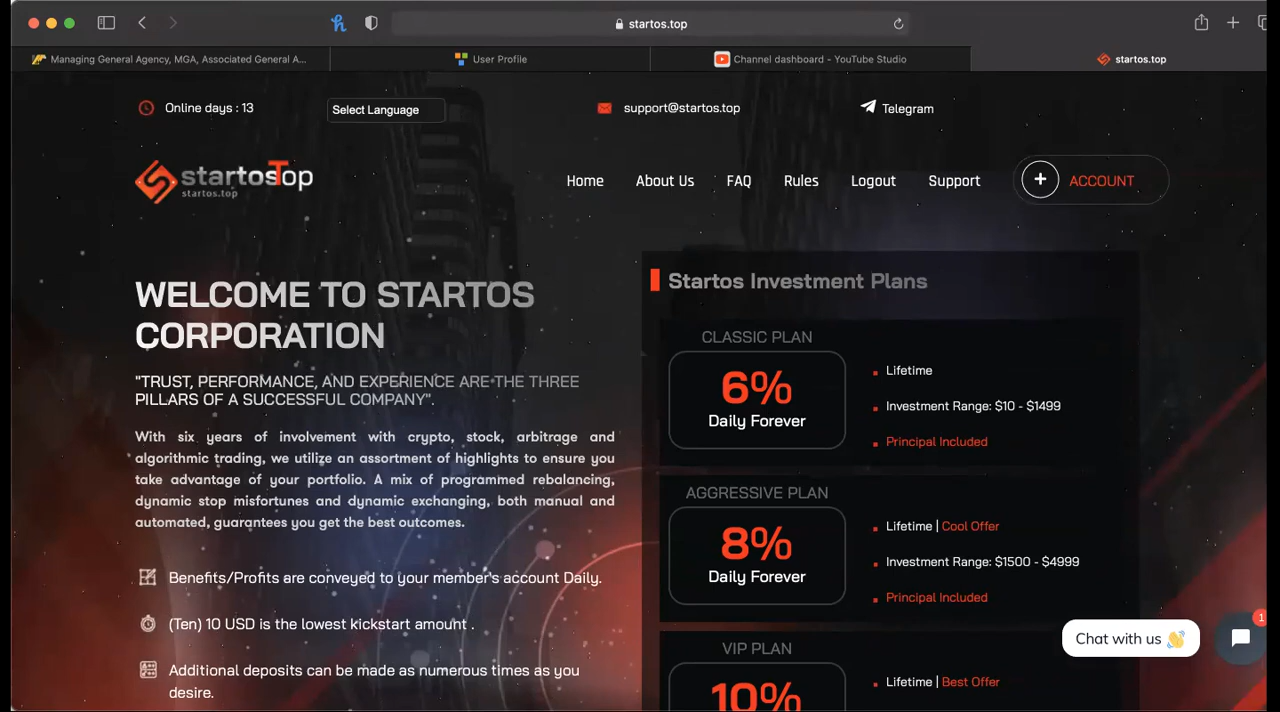 startos.top
Managing General Agency, MGA, Associated General A...
User Profile
Channel dashboard - YouTube Studio
startos.top
Online days : 13
Select Language
support@startos.top
Telegram
startosTop
startos.top
Home
About Us
FAQ
Rules
Logout
Support
+
ACCOUNT
WELCOME TO STARTOS
CORPORATION
"TRUST, PERFORMANCE, AND EXPERIENCE ARE THE THREE
PILLARS OF A SUCCESSFUL COMPANY".
With six years of involvement with crypto, stock, arbitrage and
algorithmic trading, we utilize an assortment of highlights to ensure you
take advantage of your portfolio. A mix of programmed rebalancing,
dynamic stop misfortunes and dynamic exchanging, both manual and
automated, guarantees you get the best outcomes.
Benefits/Profits are conveyed to your member's account Daily.
(Ten) 10 USD is the lowest kickstart amount .
Additional deposits can be made as numerous times as you
desire.
Startos Investment Plans
CLASSIC PLAN
6%
Daily Forever
Lifetime
Investment Range: $10 - $1499
Principal Included
AGGRESSIVE PLAN
8%
Daily Forever
Lifetime | Cool Offer
Investment Range: $1500 - $4999
Principal Included
VIP PLAN
10%
Lifetime | Best Offer
Chat with us 👋
1